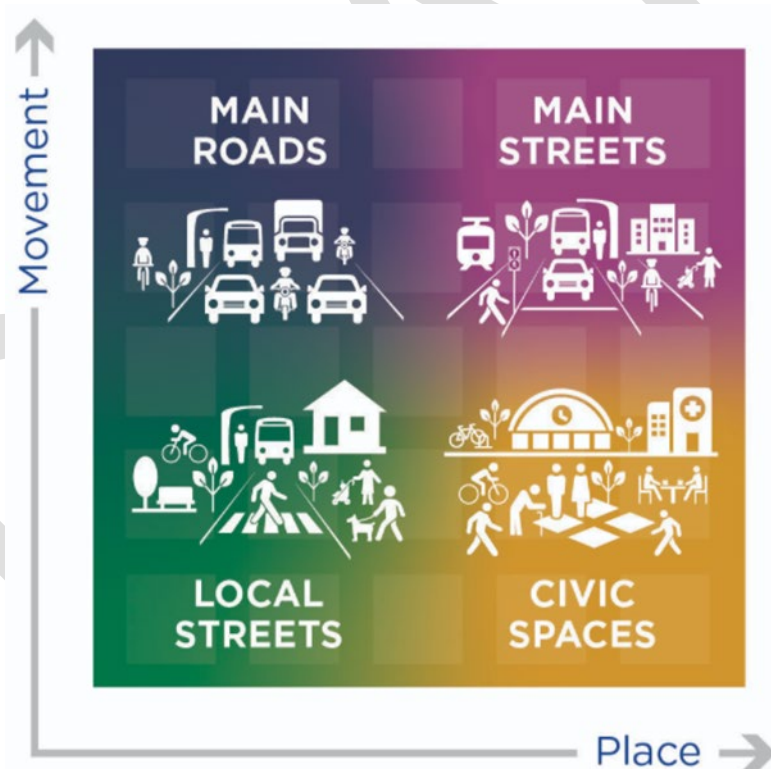 Movement
MAIN
ROADS
MAIN
STREETS
LOCAL
STREETS
CIVIC
SPACES
Place